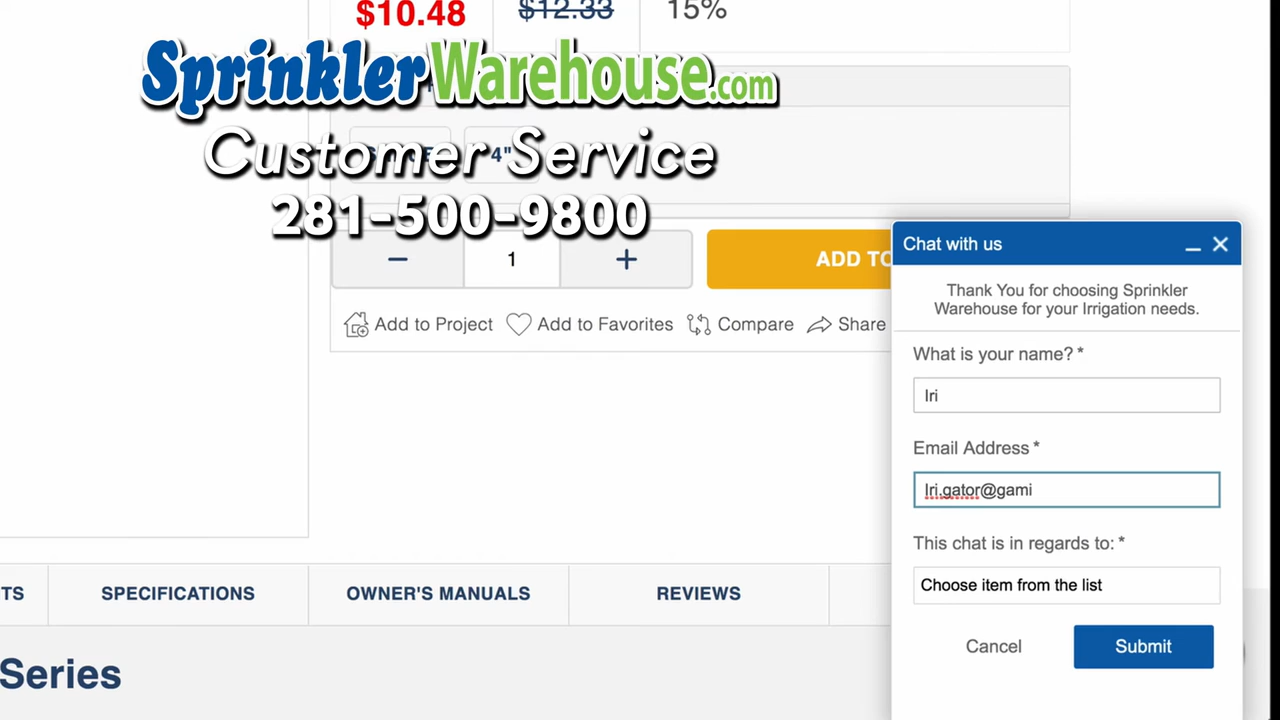 $10.48 $12.33 15%
SprinklerWarehouse.com
Customer Service
4"
281-500-9800
− 1 + ADD TO
Add to Project Add to Favorites Compare Share
TS SPECIFICATIONS OWNER'S MANUALS REVIEWS
Series
Chat with us
Thank You for choosing Sprinkler
Warehouse for your Irrigation needs.
What is your name? *
Iri
Email Address *
Iri.gator@gami
This chat is in regards to: *
Choose item from the list
Cancel Submit